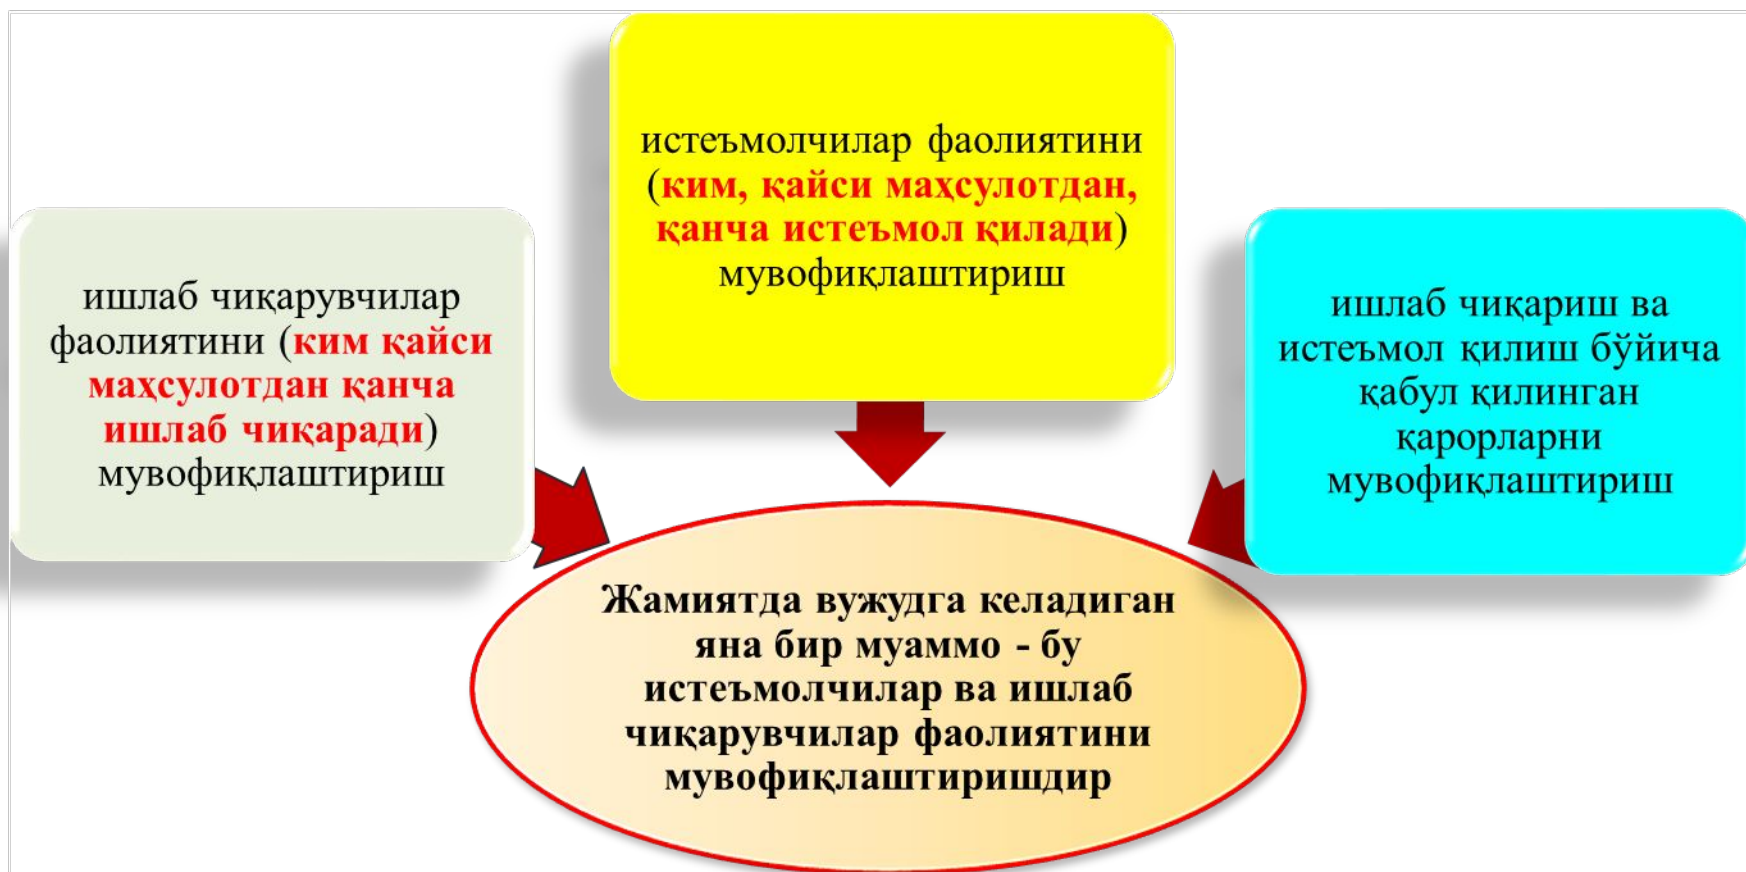 истеъмолчилар фаолиятини
(ким, қайси маҳсулотдан,
қанча истеъмол қилади)
мувофиқлаштириш
ишлаб чиқарувчилар
фаолиятини (ким қайси
маҳсулотдан қанча
ишлаб чиқаради)
мувофиқлаштириш
ишлаб чиқариш ва
истеъмол қилиш бўйича
қабул қилинган
қарорларни
мувофиқлаштириш
Жамиятда вужудга келадиган
яна бир муаммо - бу
истеъмолчилар ва ишлаб
чиқарувчилар фаолиятини
мувофиқлаштиришдир